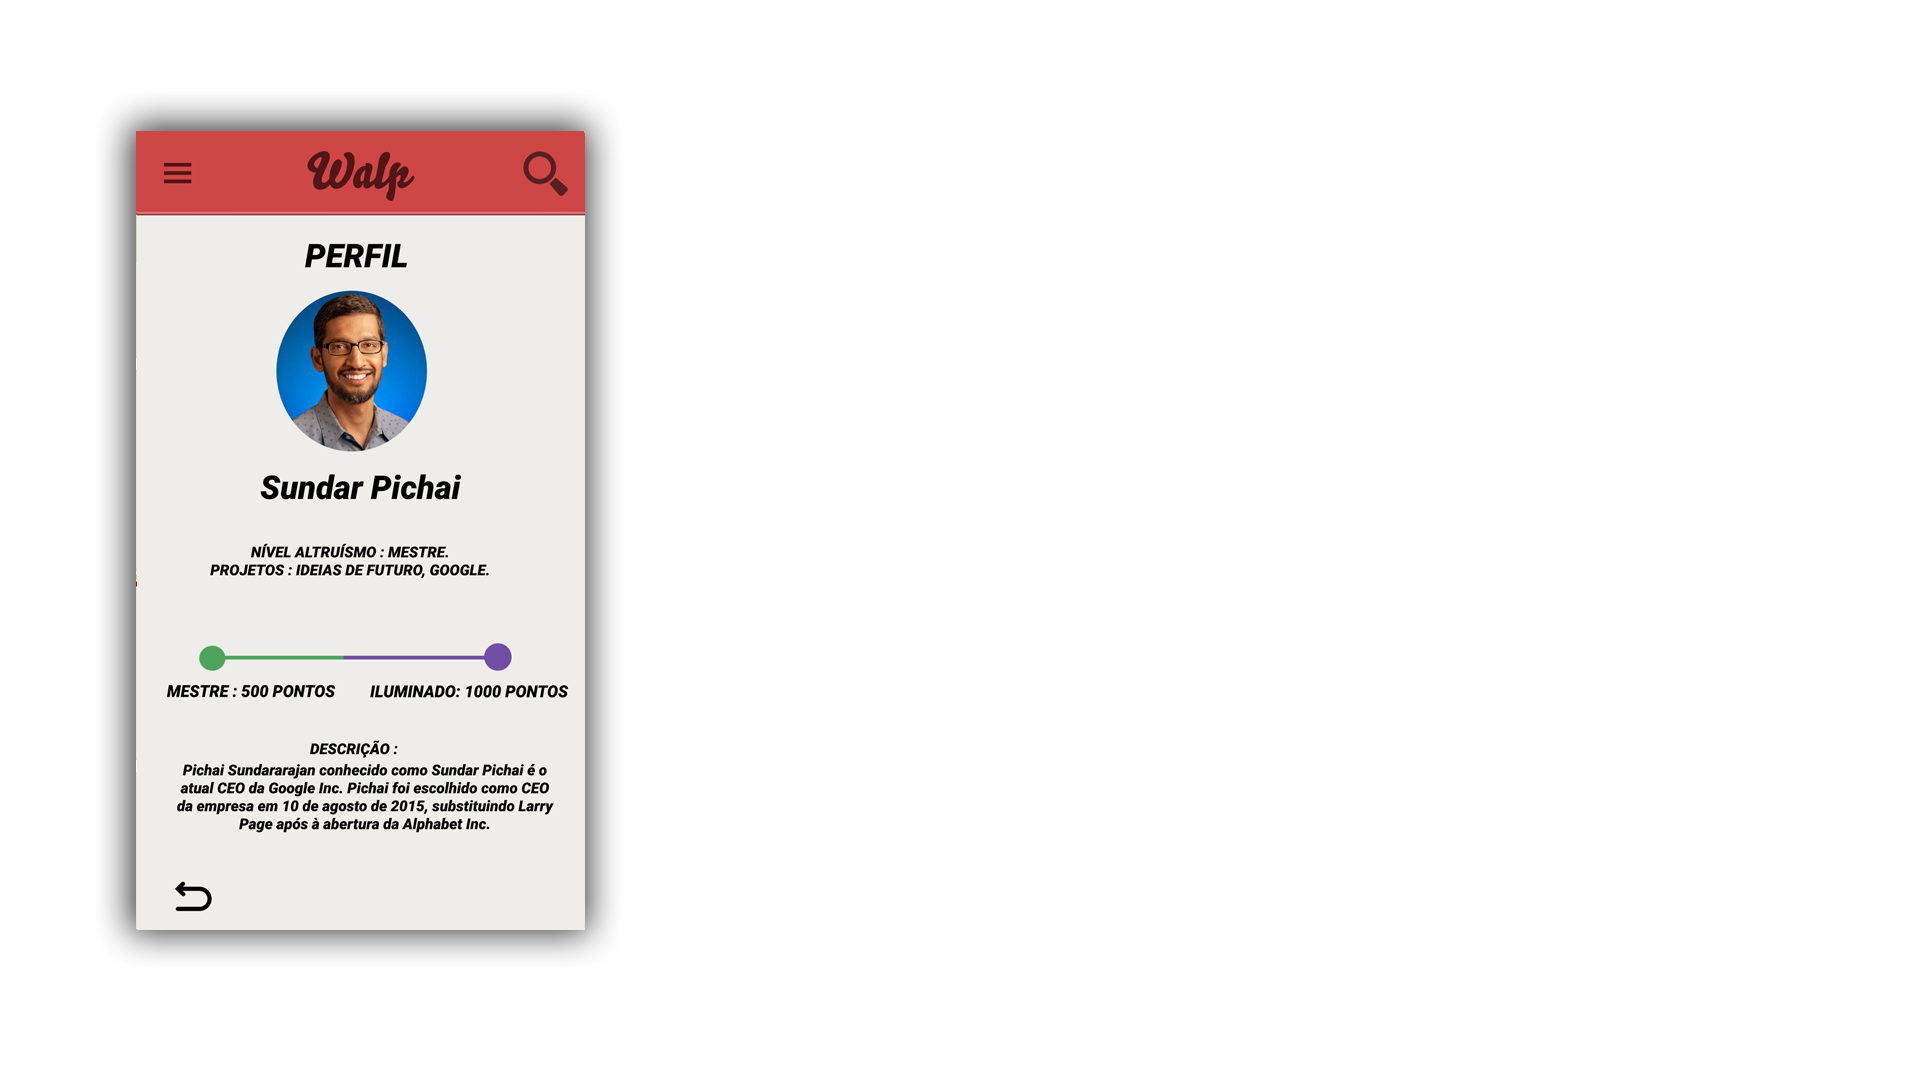 Walp
PERFIL
Sundar Pichai
NÍVEL ALTRUÍSMO : MESTRE.
PROJETOS : IDEIAS DE FUTURO, GOOGLE.
MESTRE : 500 PONTOS
ILUMINADO: 1000 PONTOS
DESCRIÇÃO :
Pichai Sundararajan conhecido como Sundar Pichai é o
atual CEO da Google Inc. Pichai foi escolhido como CEO
da empresa em 10 de agosto de 2015, substituindo Larry
Page após à abertura da Alphabet Inc.